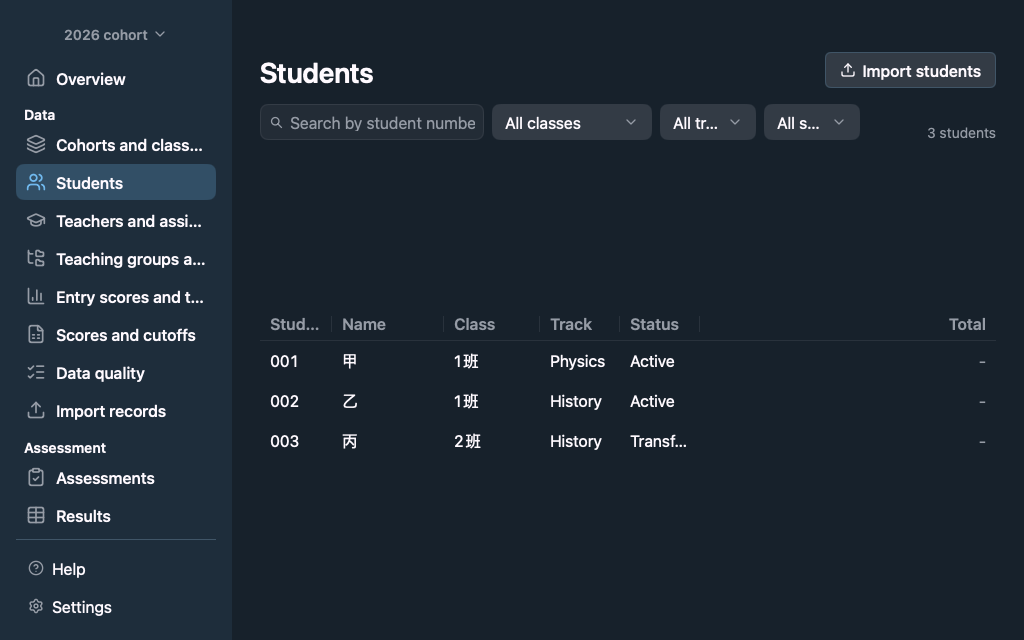 2026 cohort
Overview
Data
Cohorts and class...
Students
Teachers and assi...
Teaching groups a...
Entry scores and t...
Scores and cutoffs
Data quality
Import records
Assessment
Assessments
Results
Help
Settings
Students
Import students
Search by student numbe
All classes
All tr...
All s...
3 students
Stud... Name Class Track Status Total
001 甲 1班 Physics Active -
002 乙 1班 History Active -
003 丙 2班 History Transf... -